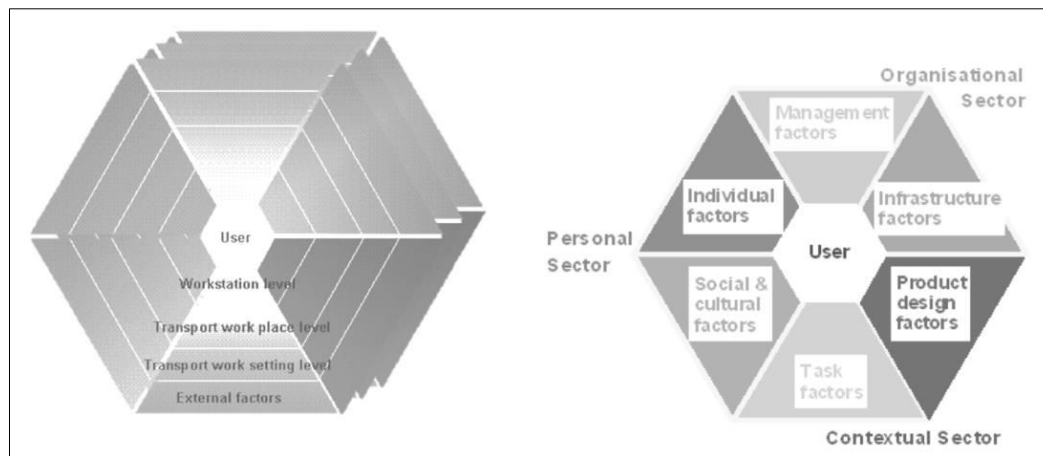 User
Workstation level
Transport work place level
Transport work setting level
External factors
Organisational
Sector
Management
factors
Individual
factors
Infrastructure
factors
Personal
Sector
User
Social &
cultural
factors
Product
design
factors
Task
factors
Contextual Sector